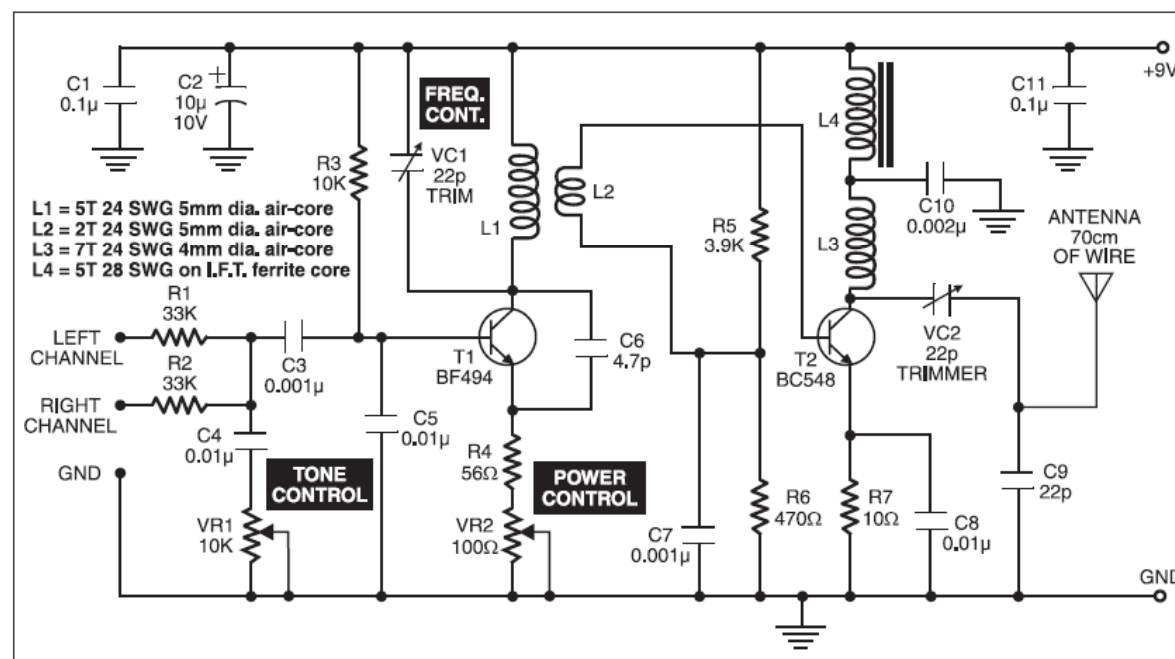 C1
0.1µ
C2
10µ
10V
+
R3
10K
FREQ.
CONT.
VC1
22p
TRIM
L1
L2
R5
3.9K
L4
L3
C10
0.002µ
C11
0.1µ
+9V
ANTENNA
70cm
OF WIRE
L1 = 5T 24 SWG 5mm dia. air-core
L2 = 2T 24 SWG 5mm dia. air-core
L3 = 7T 24 SWG 4mm dia. air-core
L4 = 5T 28 SWG on I.F.T. ferrite core
R1
33K
LEFT
CHANNEL
R2
33K
RIGHT
CHANNEL
GND
C3
0.001µ
C4
0.01µ
TONE
CONTROL
VR1
10K
C5
0.01µ
T1
BF494
C6
4.7p
R4
56Ω
POWER
CONTROL
VR2
100Ω
C7
0.001µ
R6
470Ω
T2
BC548
VC2
22p
TRIMMER
R7
10Ω
C8
0.01µ
C9
22p
GND